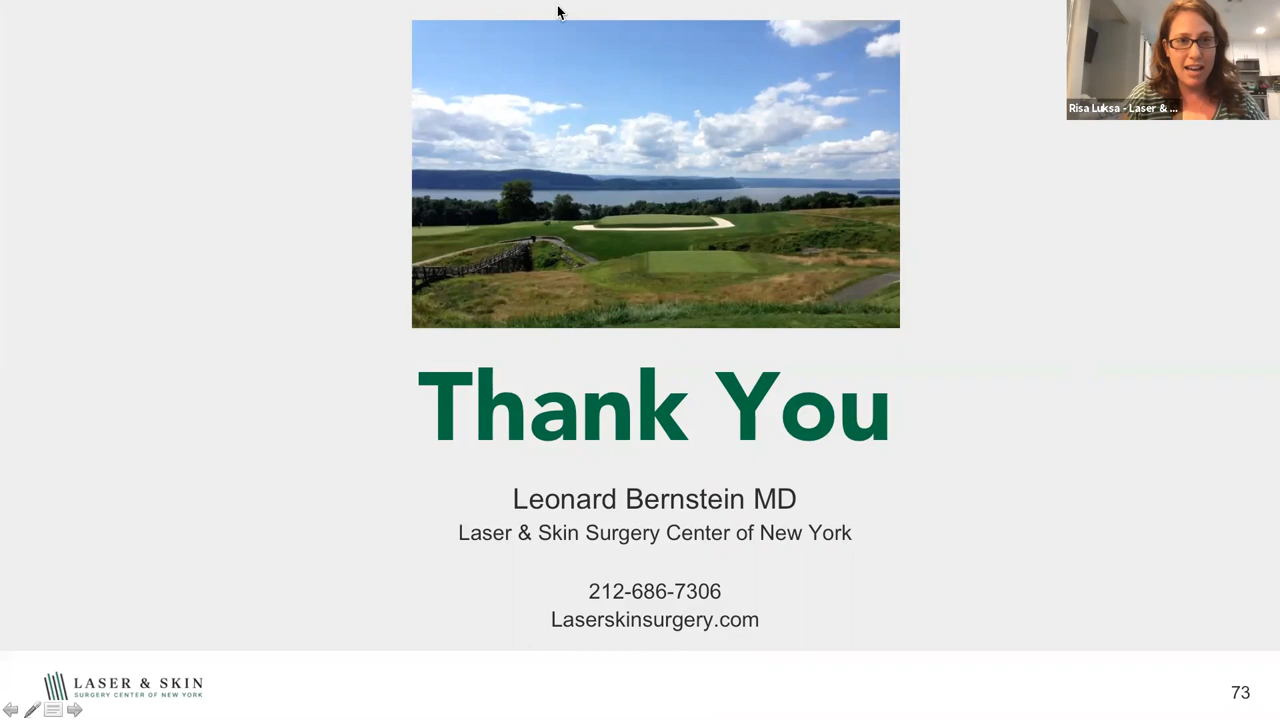 Risa Luksa - Laser & ...
Thank You
Leonard Bernstein MD
Laser & Skin Surgery Center of New York
212-686-7306
Laserskinsurgery.com
LASER & SKIN
SURGERY CENTER OF NEW YORK
73